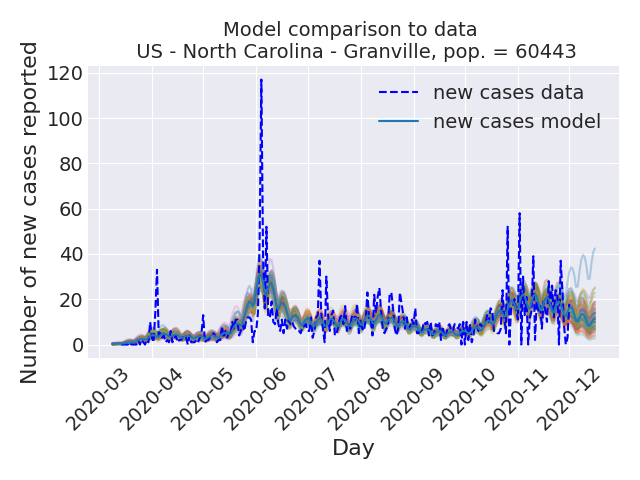 Model comparison to data
US - North Carolina - Granville, pop. = 60443
Number of new cases reported
120
100
80
60
40
20
0
new cases data
new cases model
2020-03
2020-04
2020-05
2020-06
2020-07
2020-08
2020-09
2020-10
2020-11
2020-12
Day